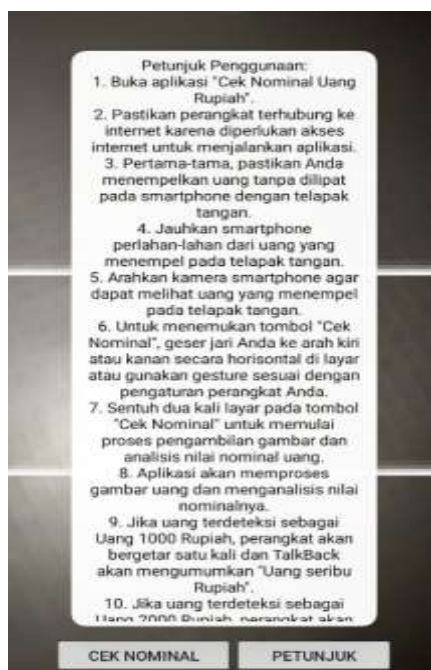 Petunjuk Penggunaan:
1. Buka aplikasi "Cek Nominal Uang
Rupiah".
2. Pastikan perangkat terhubung ke
internet karena diperlukan akses
internet untuk menjalankan aplikasi.
3. Pertama-tama, pastikan Anda
menempelkan uang tanpa dilipat
pada smartphone dengan telapak
tangan.
4. Jauhkan smartphone
perlahan-lahan dari uang yang
menempel pada telapak tangan.
5. Arahkan kamera smartphone agar
dapat melihat uang yang menempel
pada telapak tangan.
6. Untuk menemukan tombol "Cek
Nominal", geser jari Anda ke arah kiri
atau kanan secara horisontal di layar
atau gunakan gesture sesuai dengan
pengaturan perangkat Anda.
7. Sentuh dua kali layar pada tombol
"Cek Nominal" untuk memulai
proses pengambilan gambar dan
analisis nilai nominal uang.
8. Aplikasi akan memproses
gambar uang dan menganalisis nilai
nominalnya.
9. Jika uang terdeteksi sebagai
Uang 1000 Rupiah, perangkat akan
bergetar satu kali dan TalkBack
akan mengumumkan "Uang seribu
Rupiah".
10. Jika uang terdeteksi sebagai
Uang 2000 Rupiah, perangkat akan
CEK NOMINAL
PETUNJUK